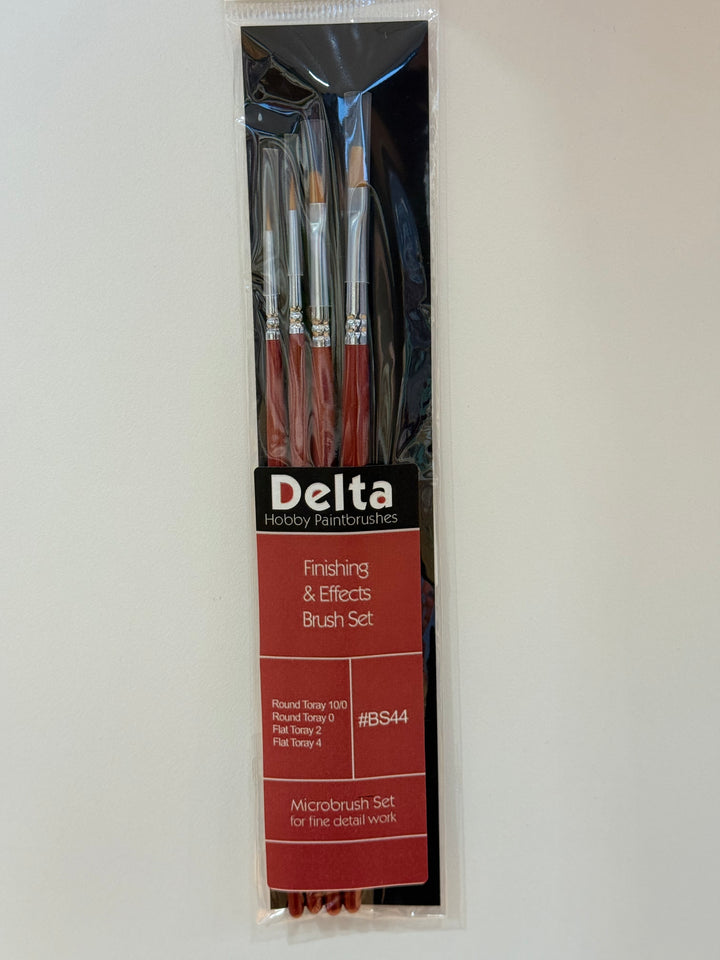 Delta
Hobby Paintbrushes
Finishing
& Effects
Brush Set
Round Toray 10/0
Round Toray 0
Flat Toray 2
Flat Toray 4
#BS44
Microbrush Set
for fine detail work